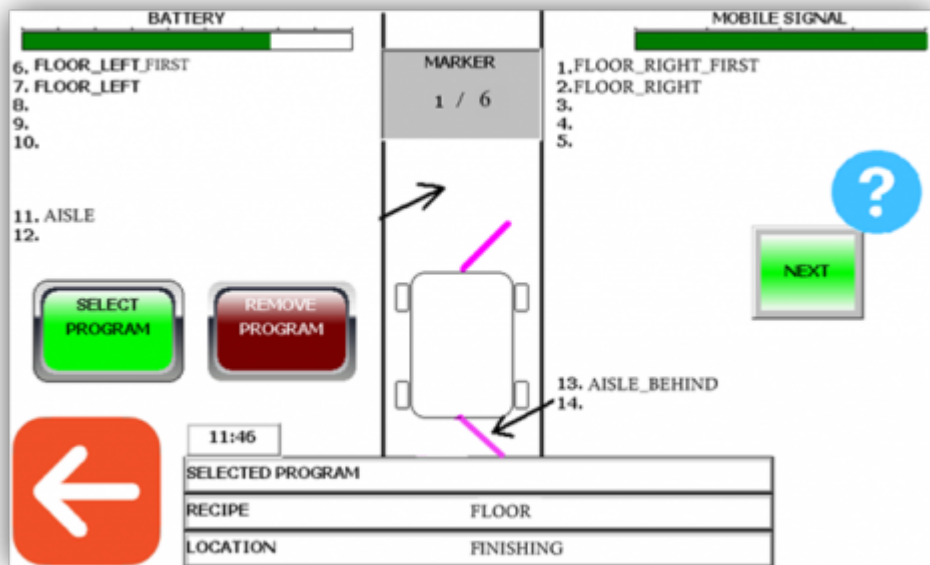 BATTERY
MOBILE SIGNAL
6. FLOOR_LEFT_FIRST
7. FLOOR_LEFT
8.
9.
10.
MARKER
1 / 6
1.FLOOR_RIGHT_FIRST
2.FLOOR_RIGHT
3.
4.
5.
?
11. AISLE
12.
NEXT
SELECT
PROGRAM
REMOVE
PROGRAM
13. AISLE_BEHIND
14.
11:46
SELECTED PROGRAM
RECIPE FLOOR
LOCATION FINISHING